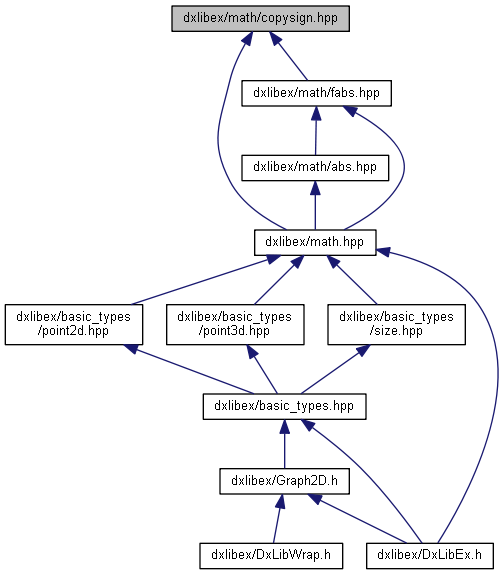 dxlibex/math/copysign.hpp
dxlibex/math/fabs.hpp
dxlibex/math/abs.hpp
dxlibex/math.hpp
dxlibex/basic_types
/point2d.hpp
dxlibex/basic_types
/point3d.hpp
dxlibex/basic_types
/size.hpp
dxlibex/basic_types.hpp
dxlibex/Graph2D.h
dxlibex/DxLibWrap.h
dxlibex/DxLibEx.h